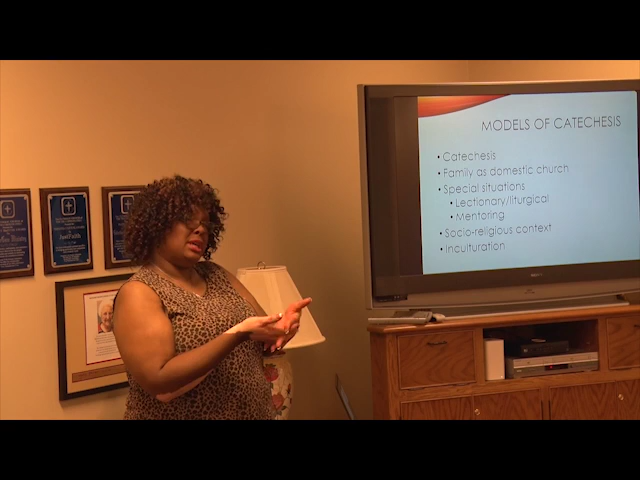 MODELS OF CATECHESIS
• Catechesis
• Family as domestic church
• Special situations
• Lectionary/liturgical
• Mentoring
• Socio-religious context
• Inculturation